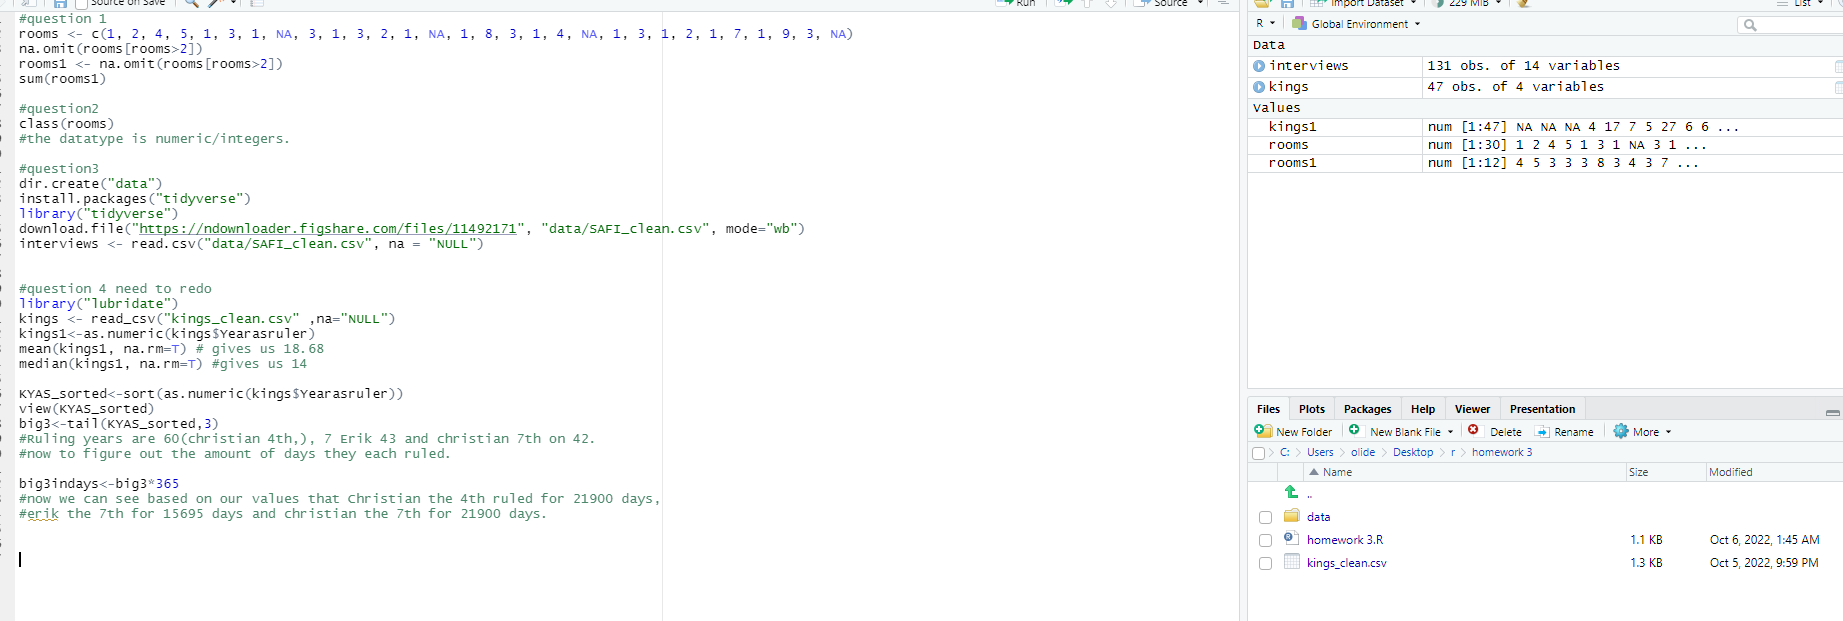 Source on Save
Run
Source
#question 1
rooms <- c(1, 2, 4, 5, 1, 3, 1, NA, 3, 1, 3, 2, 1, NA, 1, 8, 3, 1, 4, NA, 1, 3, 1, 2, 1, 7, 1, 9, 3, NA)
na.omit(rooms[rooms>2])
rooms1 <- na.omit(rooms[rooms>2])
sum(rooms1)
#question2
class(rooms)
#the datatype is numeric/integers.
#question3
dir.create("data")
install.packages("tidyverse")
library("tidyverse")
download.file("https://ndownloader.figshare.com/files/11492171", "data/SAFI_clean.csv", mode="wb")
interviews <- read.csv("data/SAFI_clean.csv", na = "NULL")
#question 4 need to redo
library("lubridate")
kings <- read_csv("kings_clean.csv" ,na="NULL")
kings1<-as.numeric(kings$Yearasruler)
mean(kings1, na.rm=T) # gives us 18.68
median(kings1, na.rm=T) #gives us 14
KYAS_sorted<-sort(as.numeric(kings$Yearasruler))
view(KYAS_sorted)
big3<-tail(KYAS_sorted,3)
#Ruling years are 60(christian 4th,), 7 Erik 43 and christian 7th on 42.
#now to figure out the amount of days they each ruled.
big3indays<-big3*365
#now we can see based on our values that Christian the 4th ruled for 21900 days,
#erik the 7th for 15695 days and christian the 7th for 21900 days.
Import Dataset
229 MiB
List
R
Global Environment
Data
interviews 131 obs. of 14 variables
kings 47 obs. of 4 variables
Values
kings1 num [1:47] NA NA NA 4 17 7 5 27 6 6 ...
rooms num [1:30] 1 2 4 5 1 3 1 NA 3 1 ...
rooms1 num [1:12] 4 5 3 3 3 8 3 4 3 7 ...
Files Plots Packages Help Viewer Presentation
New Folder New Blank File Delete Rename More
C: Users olide Desktop r homework 3
Name Size Modified
..
data
homework 3.R 1.1 KB Oct 6, 2022, 1:45 AM
kings_clean.csv 1.3 KB Oct 5, 2022, 9:59 PM